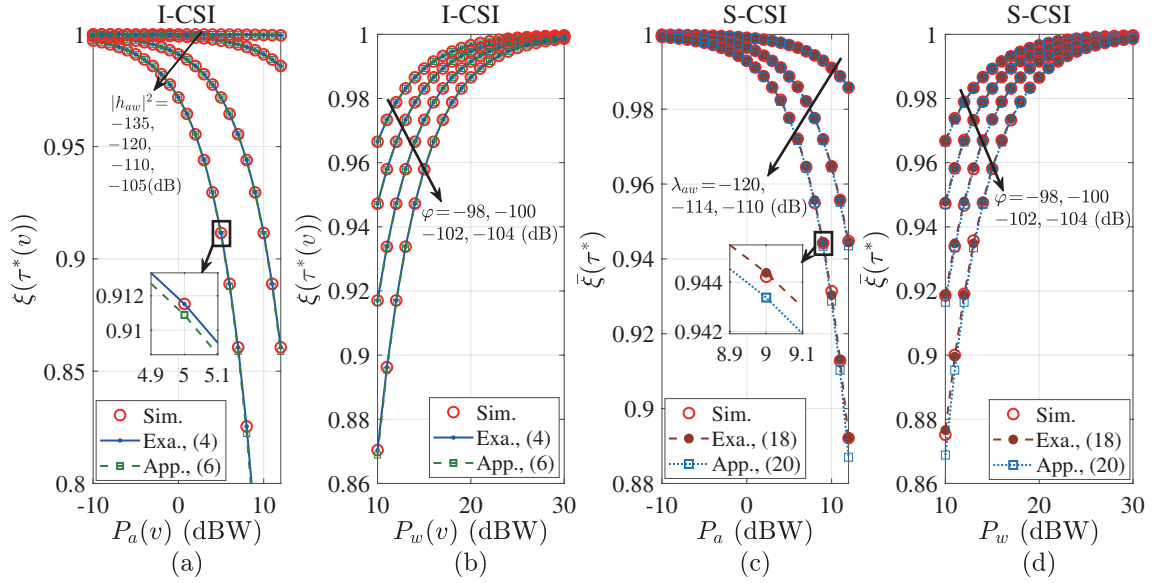 I-CSI
1
0.95
0.9
0.85
0.8
ξ(τ*(v))
|h_aw|²=
−135,
−120,
−110,
−105(dB)
0.912
0.91
4.9 5 5.1
Sim.
Exa., (4)
App., (6)
-10 0 10
P_a(v) (dBW)
(a)
I-CSI
1
0.98
0.96
0.94
0.92
0.9
0.88
0.86
ξ(τ*(v))
φ=−98, −100
−102, −104 (dB)
Sim.
Exa., (4)
App., (6)
10 20 30
P_w(v) (dBW)
(b)
S-CSI
1
0.98
0.96
0.94
0.92
0.9
0.88
ξ̄(τ*)
λ_aw=−120,
−114, −110 (dB)
0.944
0.942
8.9 9 9.1
Sim.
Exa., (18)
App., (20)
-10 0 10
P_a (dBW)
(c)
S-CSI
1
0.98
0.96
0.94
0.92
0.9
0.88
0.86
ξ̄(τ*)
φ=−98, −100
−102, −104 (dB)
Sim.
Exa., (18)
App., (20)
10 20 30
P_w (dBW)
(d)